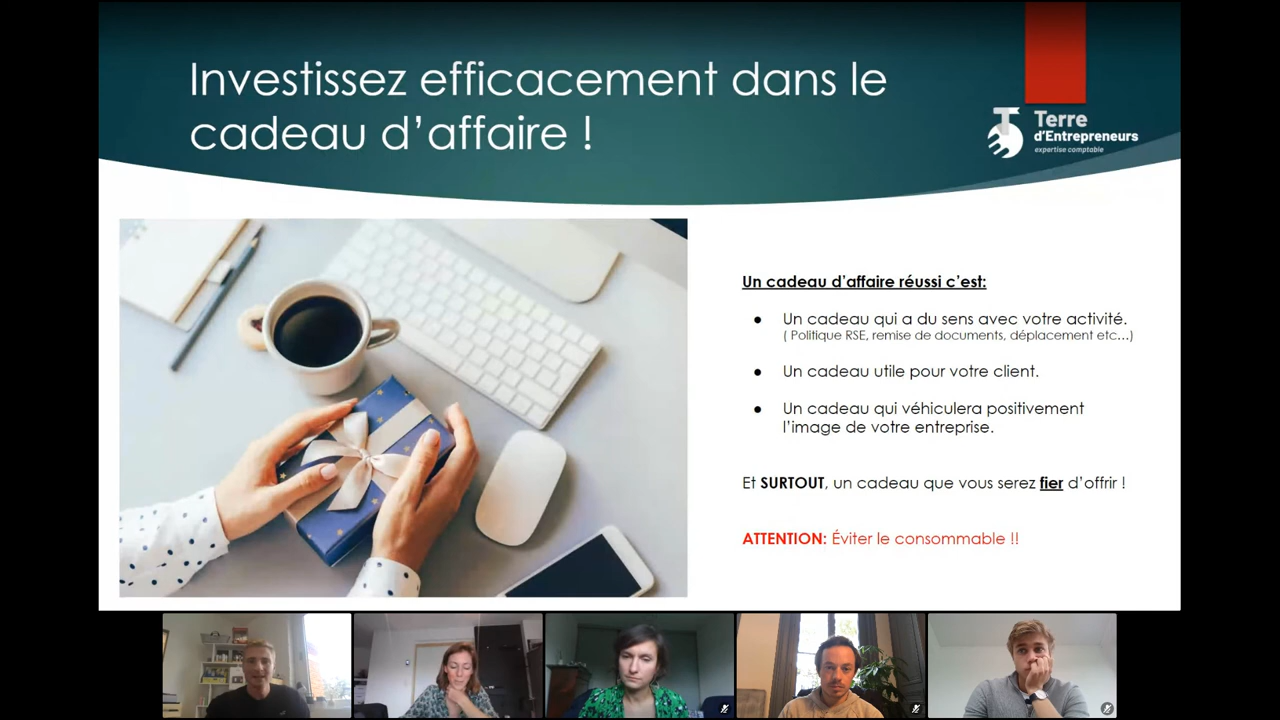 Investissez efficacement dans le
cadeau d’affaire !
Terre
d'Entrepreneurs
expertise comptable
Un cadeau d’affaire réussi c’est:
● Un cadeau qui a du sens avec votre activité.
( Politique RSE, remise de documents, déplacement etc…)
● Un cadeau utile pour votre client.
● Un cadeau qui véhiculera positivement
l’image de votre entreprise.
Et SURTOUT, un cadeau que vous serez fier d’offrir !
ATTENTION: Éviter le consommable !!